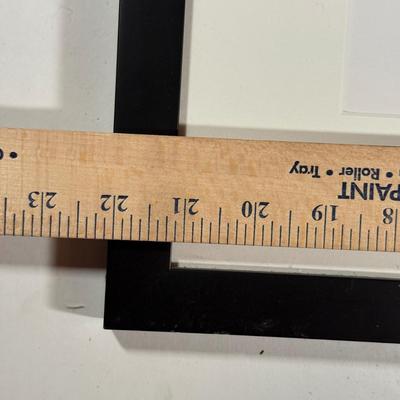 18 19 20 21 22 23
PAINT
• Roller • Tray